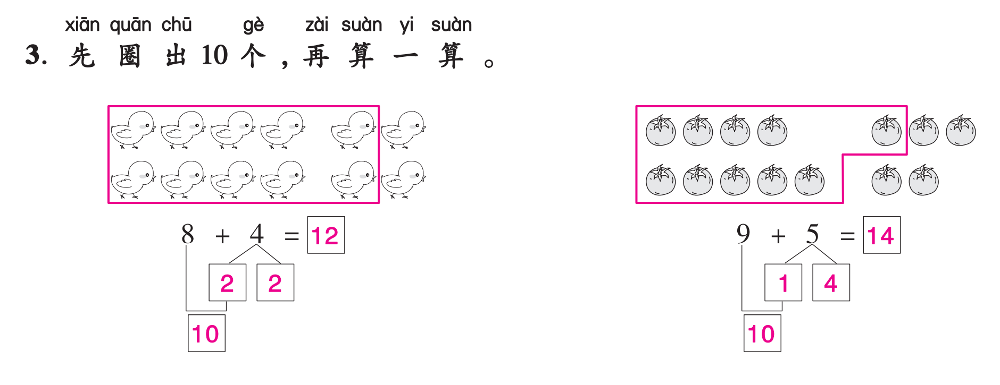 xiān quān chū gè zài suàn yi suàn
3. 先 圈 出 10 个 , 再 算 一 算 。
8 + 4 = 12 9 + 5 = 14
2 2 1 4
10 10